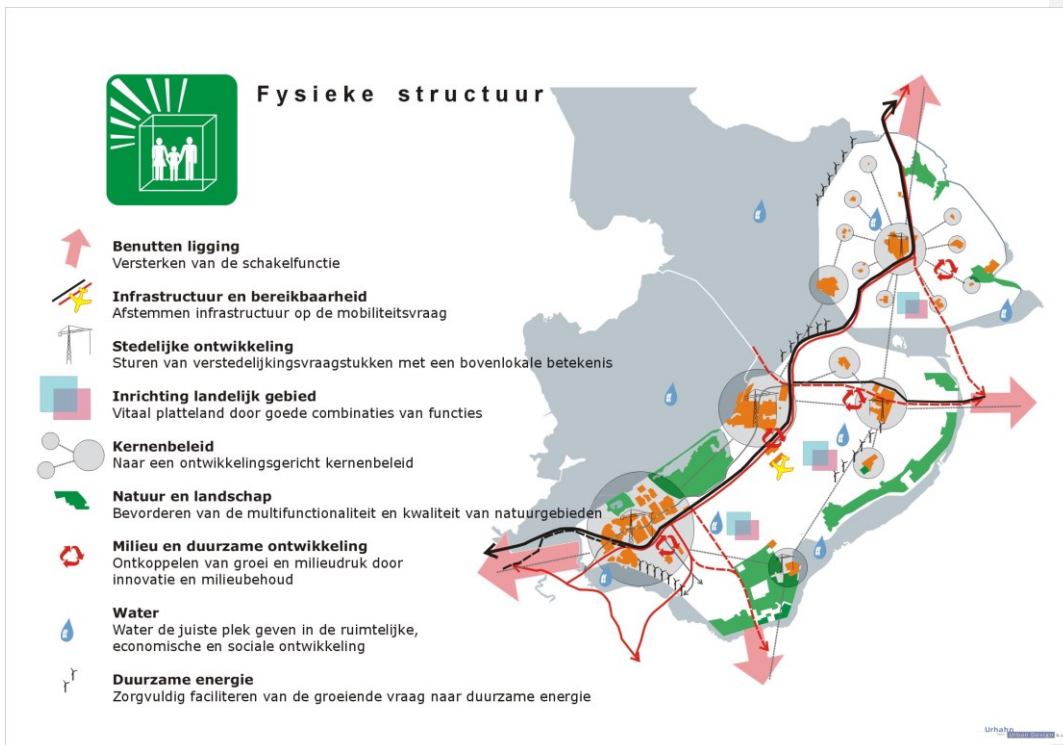 Fysieke structuur
Benutten ligging
Versterken van de schakelfunctie
Infrastructuur en bereikbaarheid
Afstemmen infrastructuur op de mobiliteitsvraag
Stedelijke ontwikkeling
Sturen van verstedelijkingsvraagstukken met een bovenlokale betekenis
Inrichting landelijk gebied
Vitaal platteland door goede combinaties van functies
Kernenbeleid
Naar een ontwikkelingsgericht kernenbeleid
Natuur en landschap
Bevorderen van de multifunctionaliteit en kwaliteit van natuurgebieden
Milieu en duurzame ontwikkeling
Ontkoppelen van groei en milieudruk door
innovatie en milieubehoud
Water
Water de juiste plek geven in de ruimtelijke,
economische en sociale ontwikkeling
Duurzame energie
Zorgvuldig faciliteren van de groeiende vraag naar duurzame energie
Urhahn
Urban Design